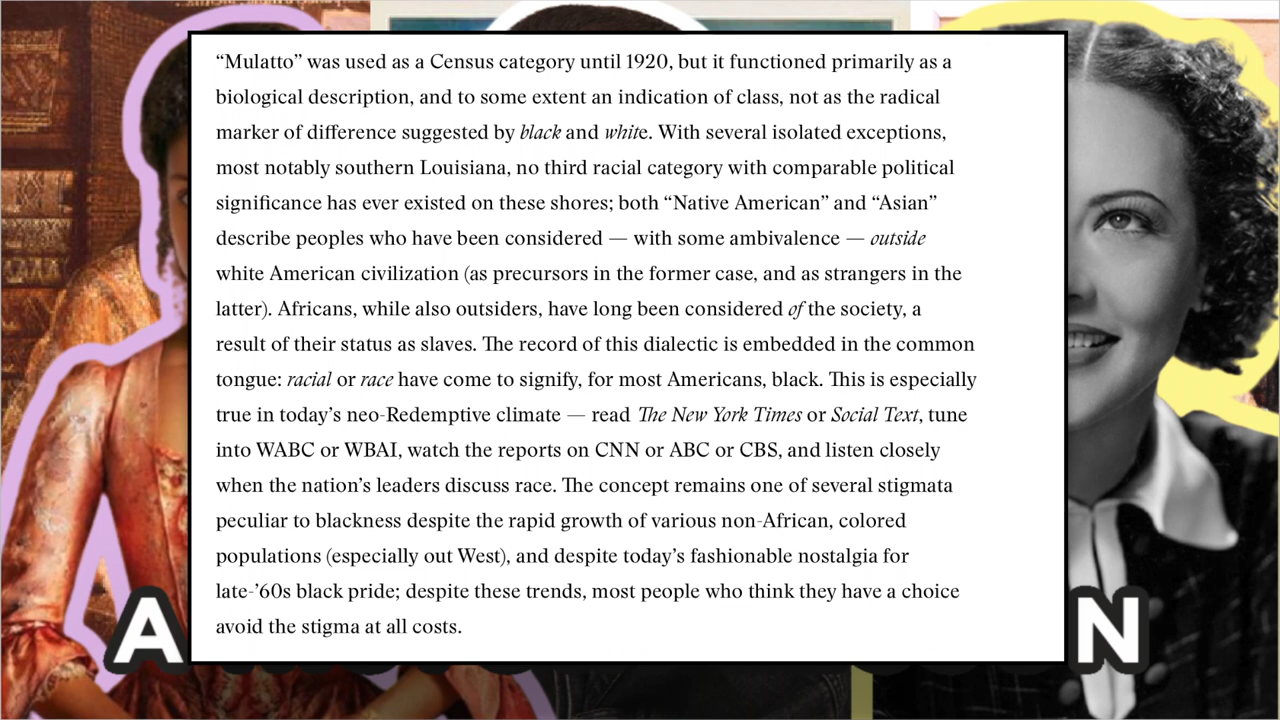 “Mulatto” was used as a Census category until 1920, but it functioned primarily as a
biological description, and to some extent an indication of class, not as the radical
marker of difference suggested by black and white. With several isolated exceptions,
most notably southern Louisiana, no third racial category with comparable political
significance has ever existed on these shores; both “Native American” and “Asian”
describe peoples who have been considered — with some ambivalence — outside
white American civilization (as precursors in the former case, and as strangers in the
latter). Africans, while also outsiders, have long been considered of the society, a
result of their status as slaves. The record of this dialectic is embedded in the common
tongue: racial or race have come to signify, for most Americans, black. This is especially
true in today’s neo-Redemptive climate — read The New York Times or Social Text, tune
into WABC or WBAI, watch the reports on CNN or ABC or CBS, and listen closely
when the nation’s leaders discuss race. The concept remains one of several stigmata
peculiar to blackness despite the rapid growth of various non-African, colored
populations (especially out West), and despite today’s fashionable nostalgia for
late-’60s black pride; despite these trends, most people who think they have a choice
avoid the stigma at all costs.
A N